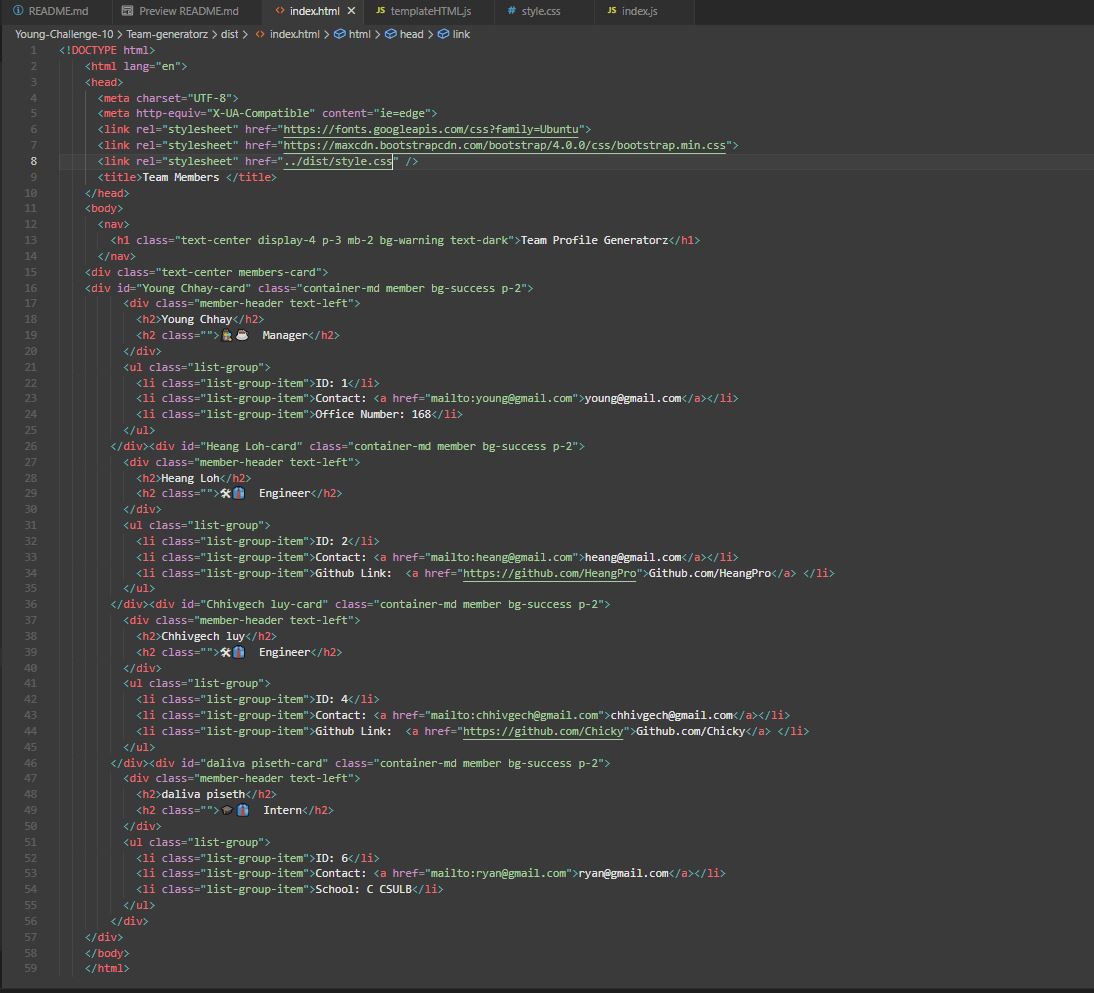 README.md Preview README.md index.html templateHTML.js style.css index.js
Young-Challenge-10 > Team-generatorz > dist > index.html > html > head > link
1 <!DOCTYPE html>
2 <html lang="en">
3 <head>
4 <meta charset="UTF-8">
5 <meta http-equiv="X-UA-Compatible" content="ie=edge">
6 <link rel="stylesheet" href="https://fonts.googleapis.com/css?family=Ubuntu">
7 <link rel="stylesheet" href="https://maxcdn.bootstrapcdn.com/bootstrap/4.0.0/css/bootstrap.min.css">
8 <link rel="stylesheet" href="../dist/style.css" />
9 <title>Team Members </title>
10 </head>
11 <body>
12 <nav>
13 <h1 class="text-center display-4 p-3 mb-2 bg-warning text-dark">Team Profile Generatorz</h1>
14 </nav>
15 <div class="text-center members-card">
16 <div id="Young Chhay-card" class="container-md member bg-success p-2">
17 <div class="member-header text-left">
18 <h2>Young Chhay</h2>
19 <h2 class=""> Manager</h2>
20 </div>
21 <ul class="list-group">
22 <li class="list-group-item">ID: 1</li>
23 <li class="list-group-item">Contact: <a href="mailto:young@gmail.com">young@gmail.com</a></li>
24 <li class="list-group-item">Office Number: 168</li>
25 </ul>
26 </div><div id="Heang Loh-card" class="container-md member bg-success p-2">
27 <div class="member-header text-left">
28 <h2>Heang Loh</h2>
29 <h2 class=""> Engineer</h2>
30 </div>
31 <ul class="list-group">
32 <li class="list-group-item">ID: 2</li>
33 <li class="list-group-item">Contact: <a href="mailto:heang@gmail.com">heang@gmail.com</a></li>
34 <li class="list-group-item">Github Link: <a href="https://github.com/HeangPro">Github.com/HeangPro</a> </li>
35 </ul>
36 </div><div id="Chhivgech luy-card" class="container-md member bg-success p-2">
37 <div class="member-header text-left">
38 <h2>Chhivgech luy</h2>
39 <h2 class=""> Engineer</h2>
40 </div>
41 <ul class="list-group">
42 <li class="list-group-item">ID: 4</li>
43 <li class="list-group-item">Contact: <a href="mailto:chhivgech@gmail.com">chhivgech@gmail.com</a></li>
44 <li class="list-group-item">Github Link: <a href="https://github.com/Chicky">Github.com/Chicky</a> </li>
45 </ul>
46 </div><div id="daliva piseth-card" class="container-md member bg-success p-2">
47 <div class="member-header text-left">
48 <h2>daliva piseth</h2>
49 <h2 class=""> Intern</h2>
50 </div>
51 <ul class="list-group">
52 <li class="list-group-item">ID: 6</li>
53 <li class="list-group-item">Contact: <a href="mailto:ryan@gmail.com">ryan@gmail.com</a></li>
54 <li class="list-group-item">School: C CSULB</li>
55 </ul>
56 </div>
57 </div>
58 </body>
59 </html>